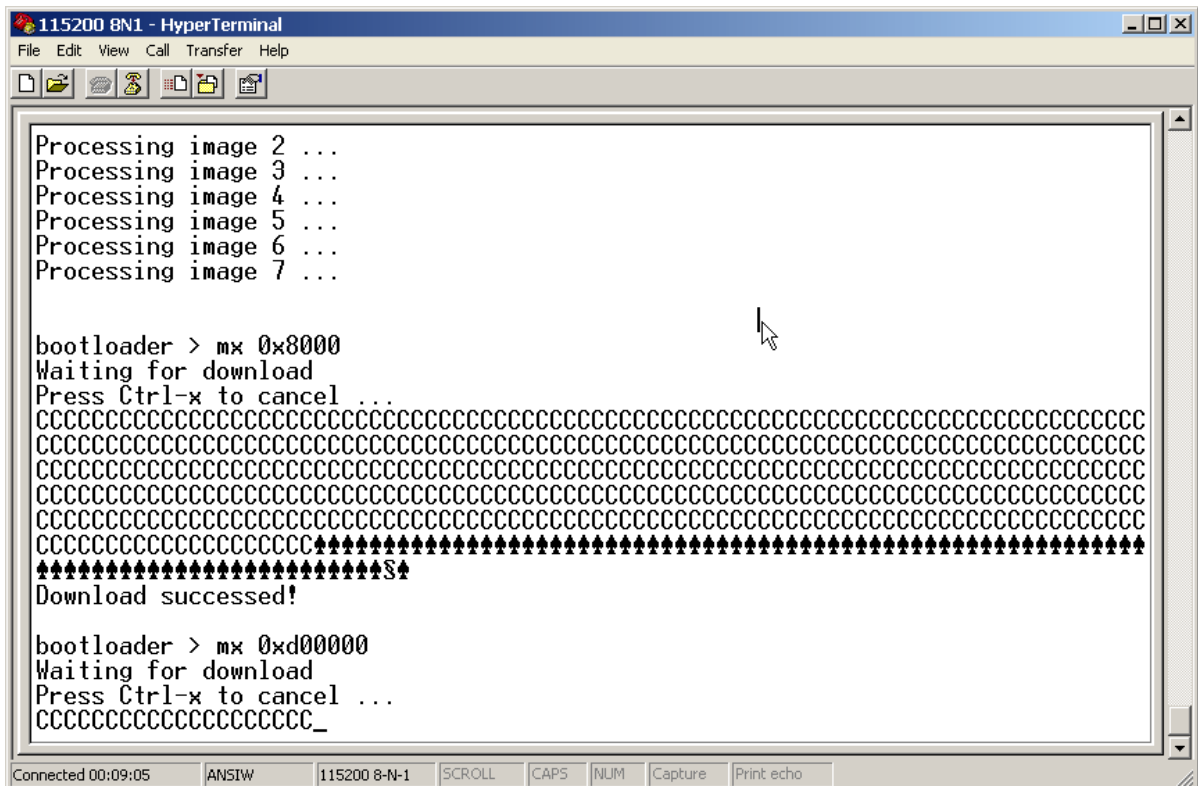 115200 8N1 - HyperTerminal
File Edit View Call Transfer Help
Processing image 2 ...
Processing image 3 ...
Processing image 4 ...
Processing image 5 ...
Processing image 6 ...
Processing image 7 ...
bootloader > mx 0x8000
Waiting for download
Press Ctrl-x to cancel ...
CCCCCCCCCCCCCCCCCCCCCCCCCCCCCCCCCCCCCCCCCCCCCCCCCCCCCCCCCCCCCCCCCCCCCCCCCCCCCCCC
CCCCCCCCCCCCCCCCCCCCCCCCCCCCCCCCCCCCCCCCCCCCCCCCCCCCCCCCCCCCCCCCCCCCCCCCCCCCCCCC
CCCCCCCCCCCCCCCCCCCCCCCCCCCCCCCCCCCCCCCCCCCCCCCCCCCCCCCCCCCCCCCCCCCCCCCCCCCCCCCC
CCCCCCCCCCCCCCCCCCCCCCCCCCCCCCCCCCCCCCCCCCCCCCCCCCCCCCCCCCCCCCCCCCCCCCCCCCCCCCCC
CCCCCCCCCCCCCCCCCCCCCCCCCCCCCCCCCCCCCCCCCCCCCCCCCCCCCCCCCCCCCCCCCCCCCCCCCCCCCCCC
CCCCCCCCCCCCCCCCCCCC♠♠♠♠♠♠♠♠♠♠♠♠♠♠♠♠♠♠♠♠♠♠♠♠♠♠♠♠♠♠♠♠♠♠♠♠♠♠♠♠♠♠♠♠♠♠♠♠♠♠♠♠♠♠♠♠♠♠♠♠
♠♠♠♠♠♠♠♠♠♠♠♠♠♠♠♠♠♠♠♠♠♠♠♠♠§♠
Download successed!
bootloader > mx 0xd00000
Waiting for download
Press Ctrl-x to cancel ...
CCCCCCCCCCCCCCCCCCCC_
Connected 00:09:05 ANSIW 115200 8-N-1 SCROLL CAPS NUM Capture Print echo